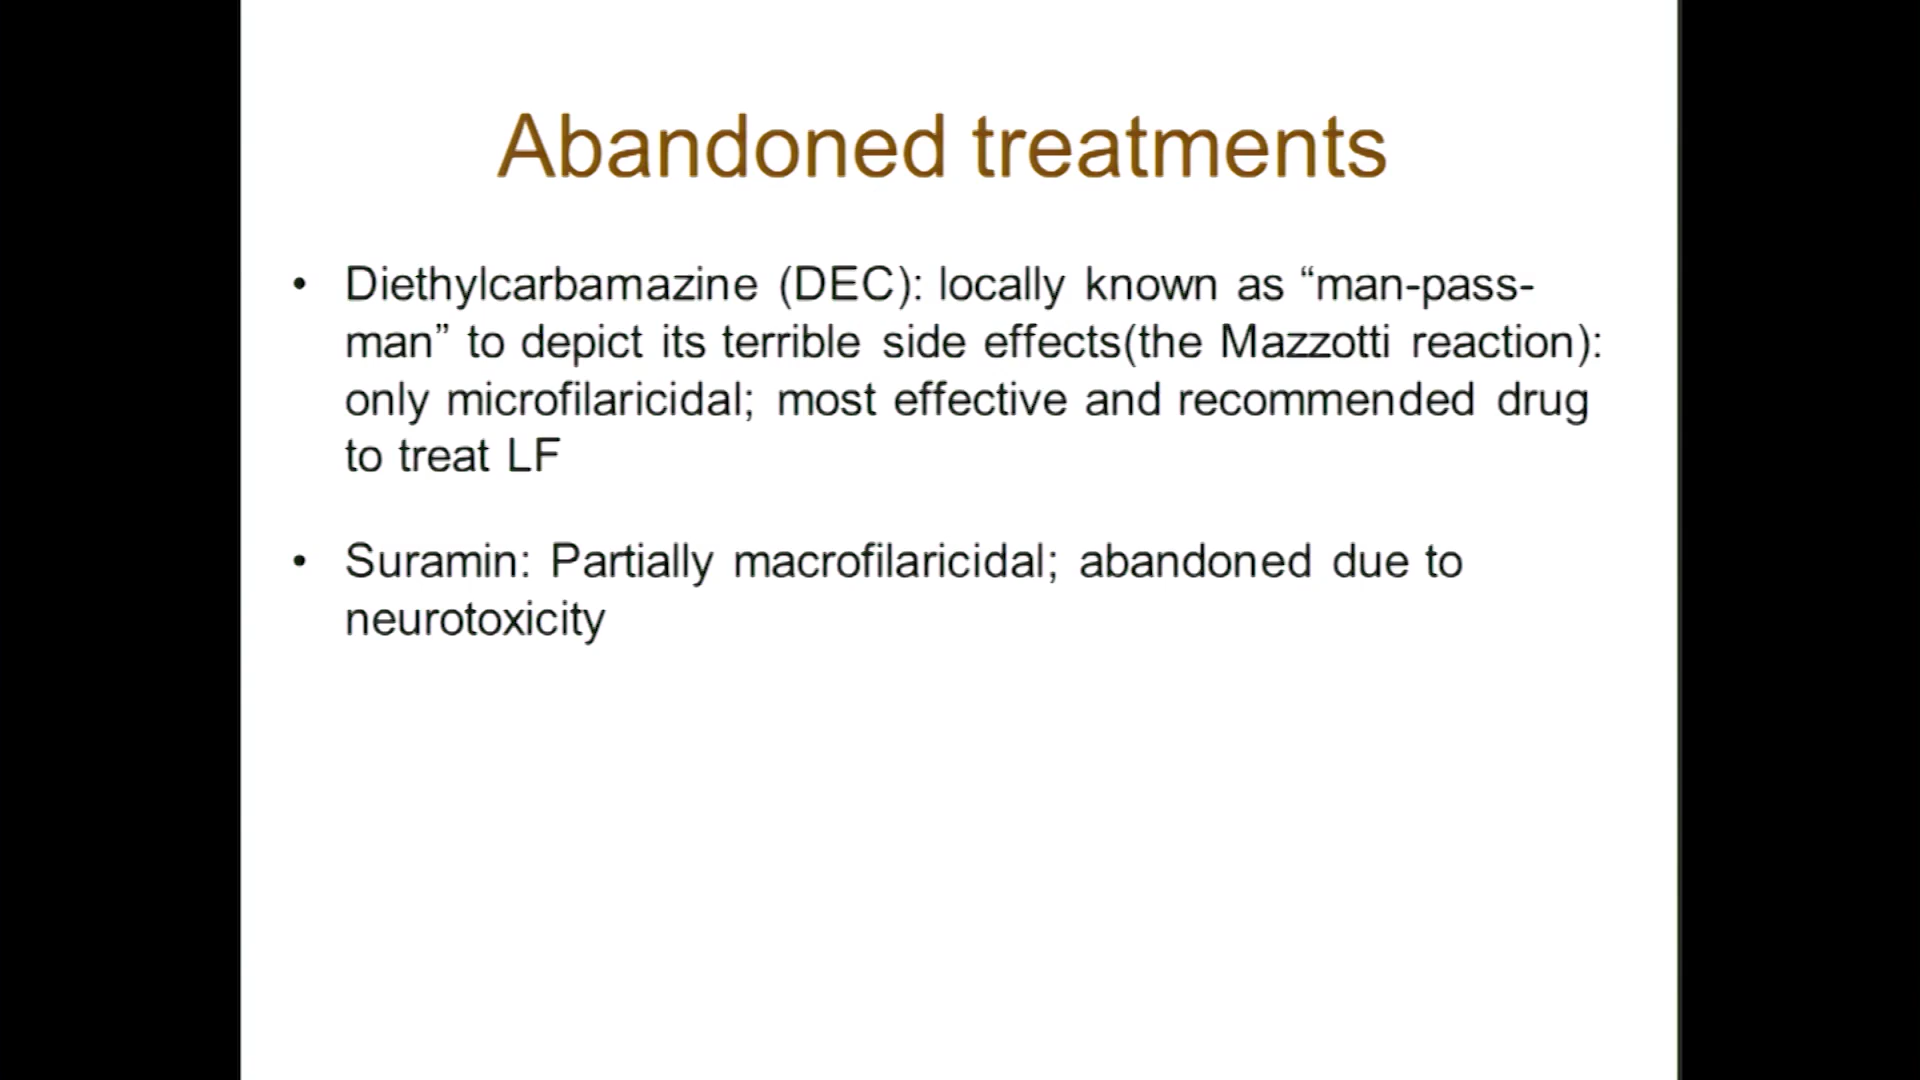 Abandoned treatments
• Diethylcarbamazine (DEC): locally known as “man-pass-
man” to depict its terrible side effects(the Mazzotti reaction):
only microfilaricidal; most effective and recommended drug
to treat LF
• Suramin: Partially macrofilaricidal; abandoned due to
neurotoxicity